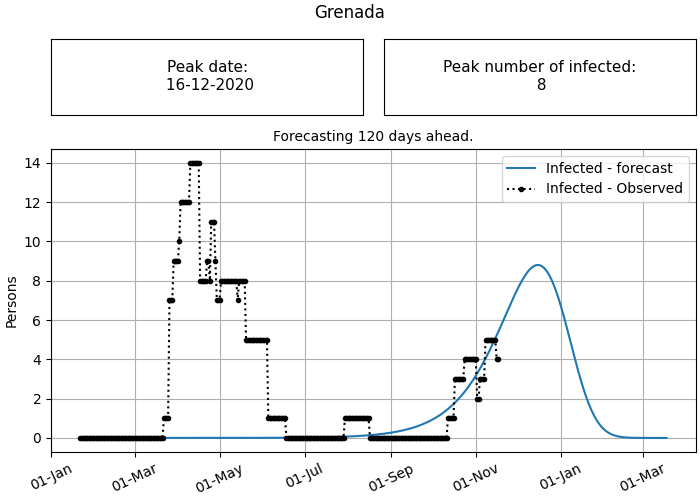 Grenada
Peak date:
16-12-2020
Peak number of infected:
8
Forecasting 120 days ahead.
Infected - forecast
Infected - Observed
Persons
14
12
10
8
6
4
2
0
01-Jan
01-Mar
01-May
01-Jul
01-Sep
01-Nov
01-Jan
01-Mar